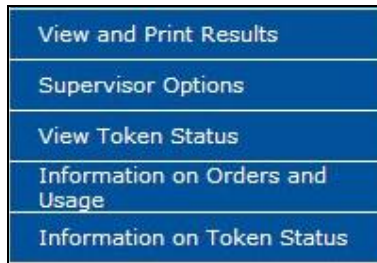 View and Print Results
Supervisor Options
View Token Status
Information on Orders and
Usage
Information on Token Status